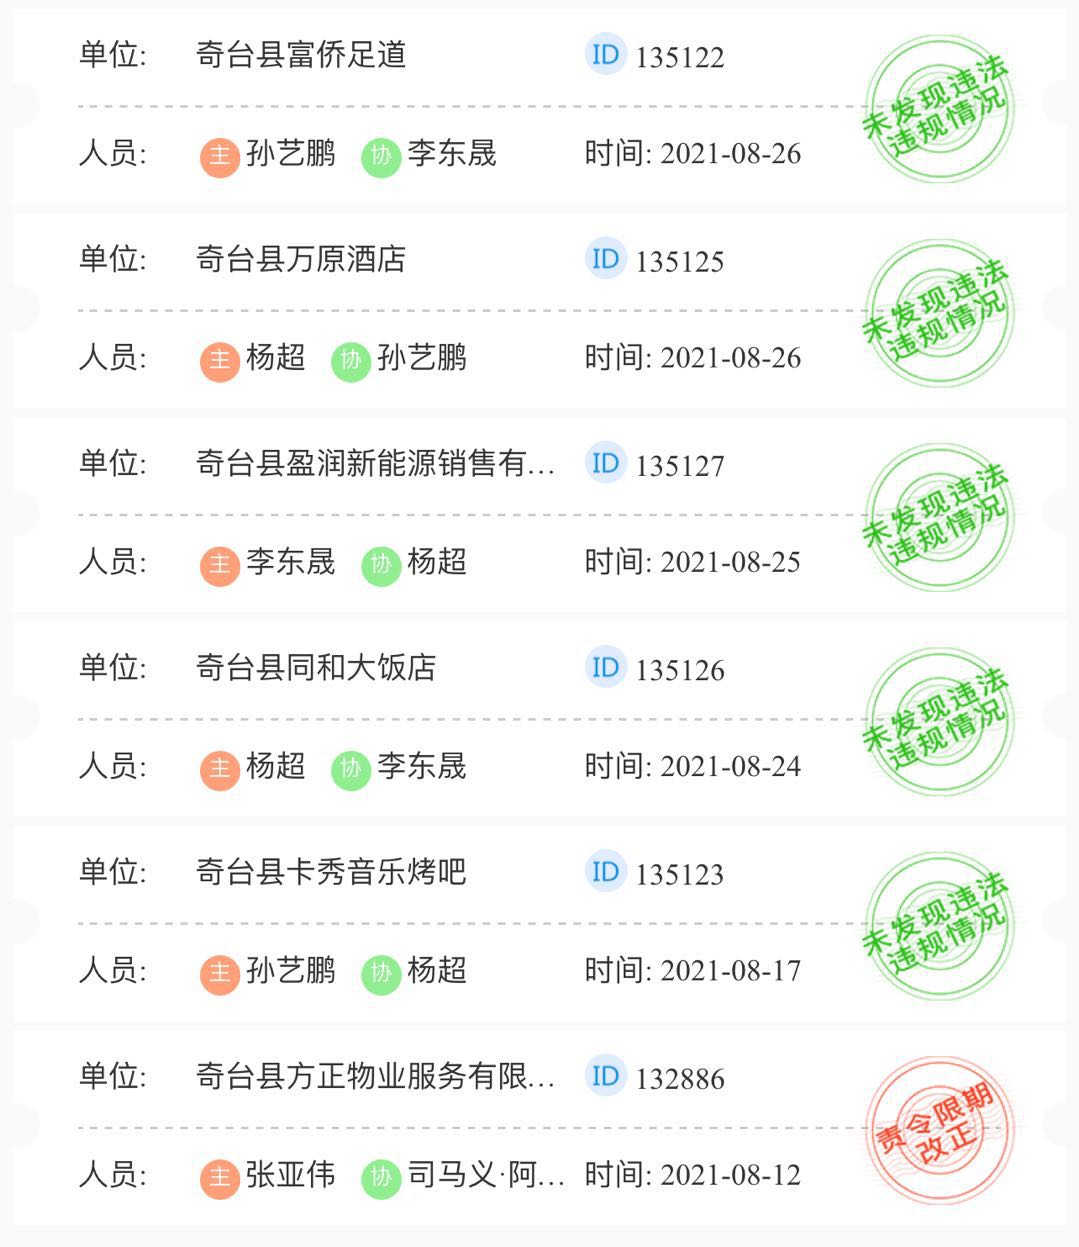 单位: 奇台县富侨足道 ID 135122
未发现违法
违规情况
人员: 主 孙艺鹏 协 李东晟 时间: 2021-08-26
单位: 奇台县万原酒店 ID 135125
未发现违法
违规情况
人员: 主 杨超 协 孙艺鹏 时间: 2021-08-26
单位: 奇台县盈润新能源销售有... ID 135127
未发现违法
违规情况
人员: 主 李东晟 协 杨超 时间: 2021-08-25
单位: 奇台县同和大饭店 ID 135126
未发现违法
违规情况
人员: 主 杨超 协 李东晟 时间: 2021-08-24
单位: 奇台县卡秀音乐烤吧 ID 135123
未发现违法
违规情况
人员: 主 孙艺鹏 协 杨超 时间: 2021-08-17
单位: 奇台县方正物业服务有限... ID 132886
责令限期
改正
人员: 主 张亚伟 协 司马义·阿... 时间: 2021-08-12